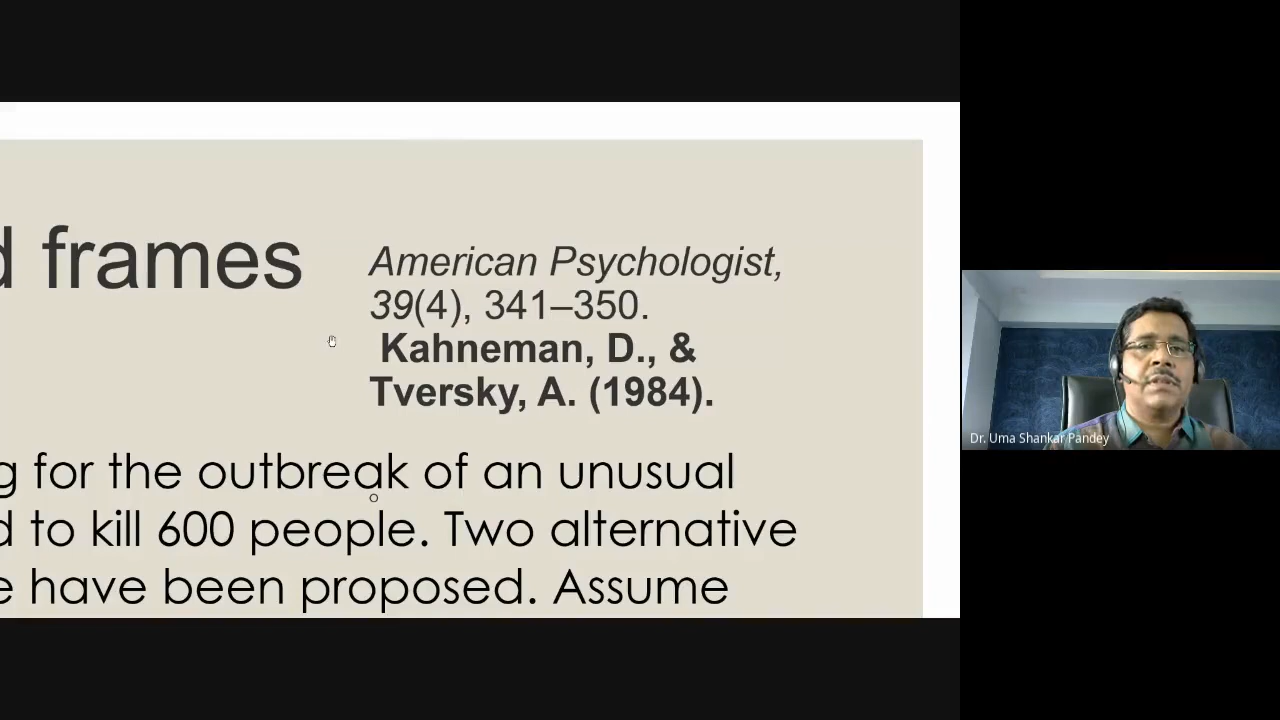 d frames
American Psychologist,
39(4), 341–350.
Kahneman, D., &
Tversky, A. (1984).
g for the outbreak of an unusual
d to kill 600 people. Two alternative
e have been proposed. Assume
Dr. Uma Shankar Pandey